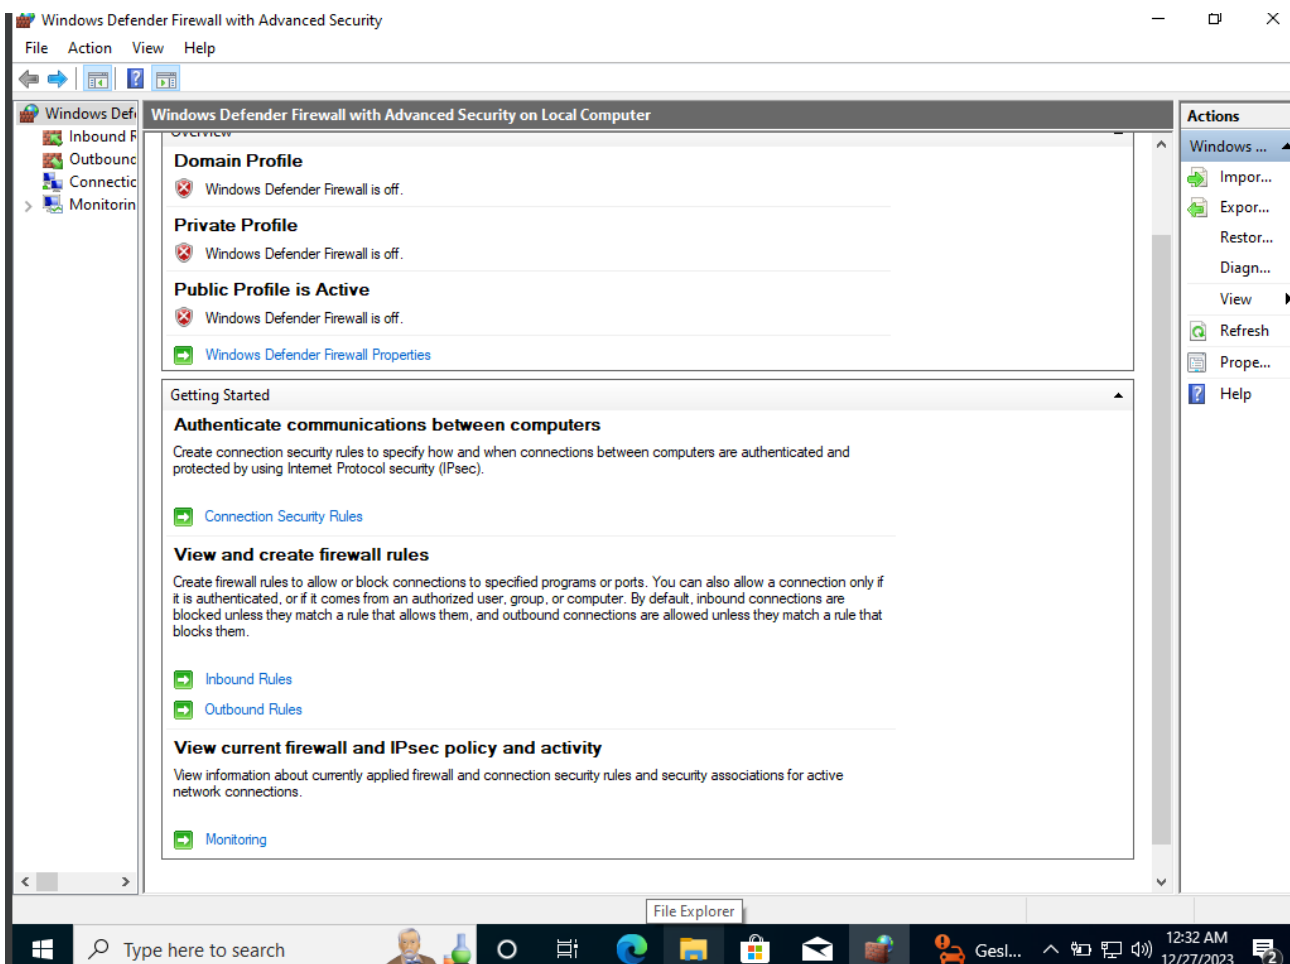 Windows Defender Firewall with Advanced Security
File Action View Help
Windows Defe
Inbound R
Outbound
Connectic
Monitorin
Windows Defender Firewall with Advanced Security on Local Computer
Overview
Domain Profile
Windows Defender Firewall is off.
Private Profile
Windows Defender Firewall is off.
Public Profile is Active
Windows Defender Firewall is off.
Windows Defender Firewall Properties
Getting Started
Authenticate communications between computers
Create connection security rules to specify how and when connections between computers are authenticated and
protected by using Internet Protocol security (IPsec).
Connection Security Rules
View and create firewall rules
Create firewall rules to allow or block connections to specified programs or ports. You can also allow a connection only if
it is authenticated, or if it comes from an authorized user, group, or computer. By default, inbound connections are
blocked unless they match a rule that allows them, and outbound connections are allowed unless they match a rule that
blocks them.
Inbound Rules
Outbound Rules
View current firewall and IPsec policy and activity
View information about currently applied firewall and connection security rules and security associations for active
network connections.
Monitoring
Actions
Windows ...
Impor...
Expor...
Restor...
Diagn...
View
Refresh
Prope...
Help
File Explorer
Type here to search
Gesl...
12:32 AM
12/27/2023
2